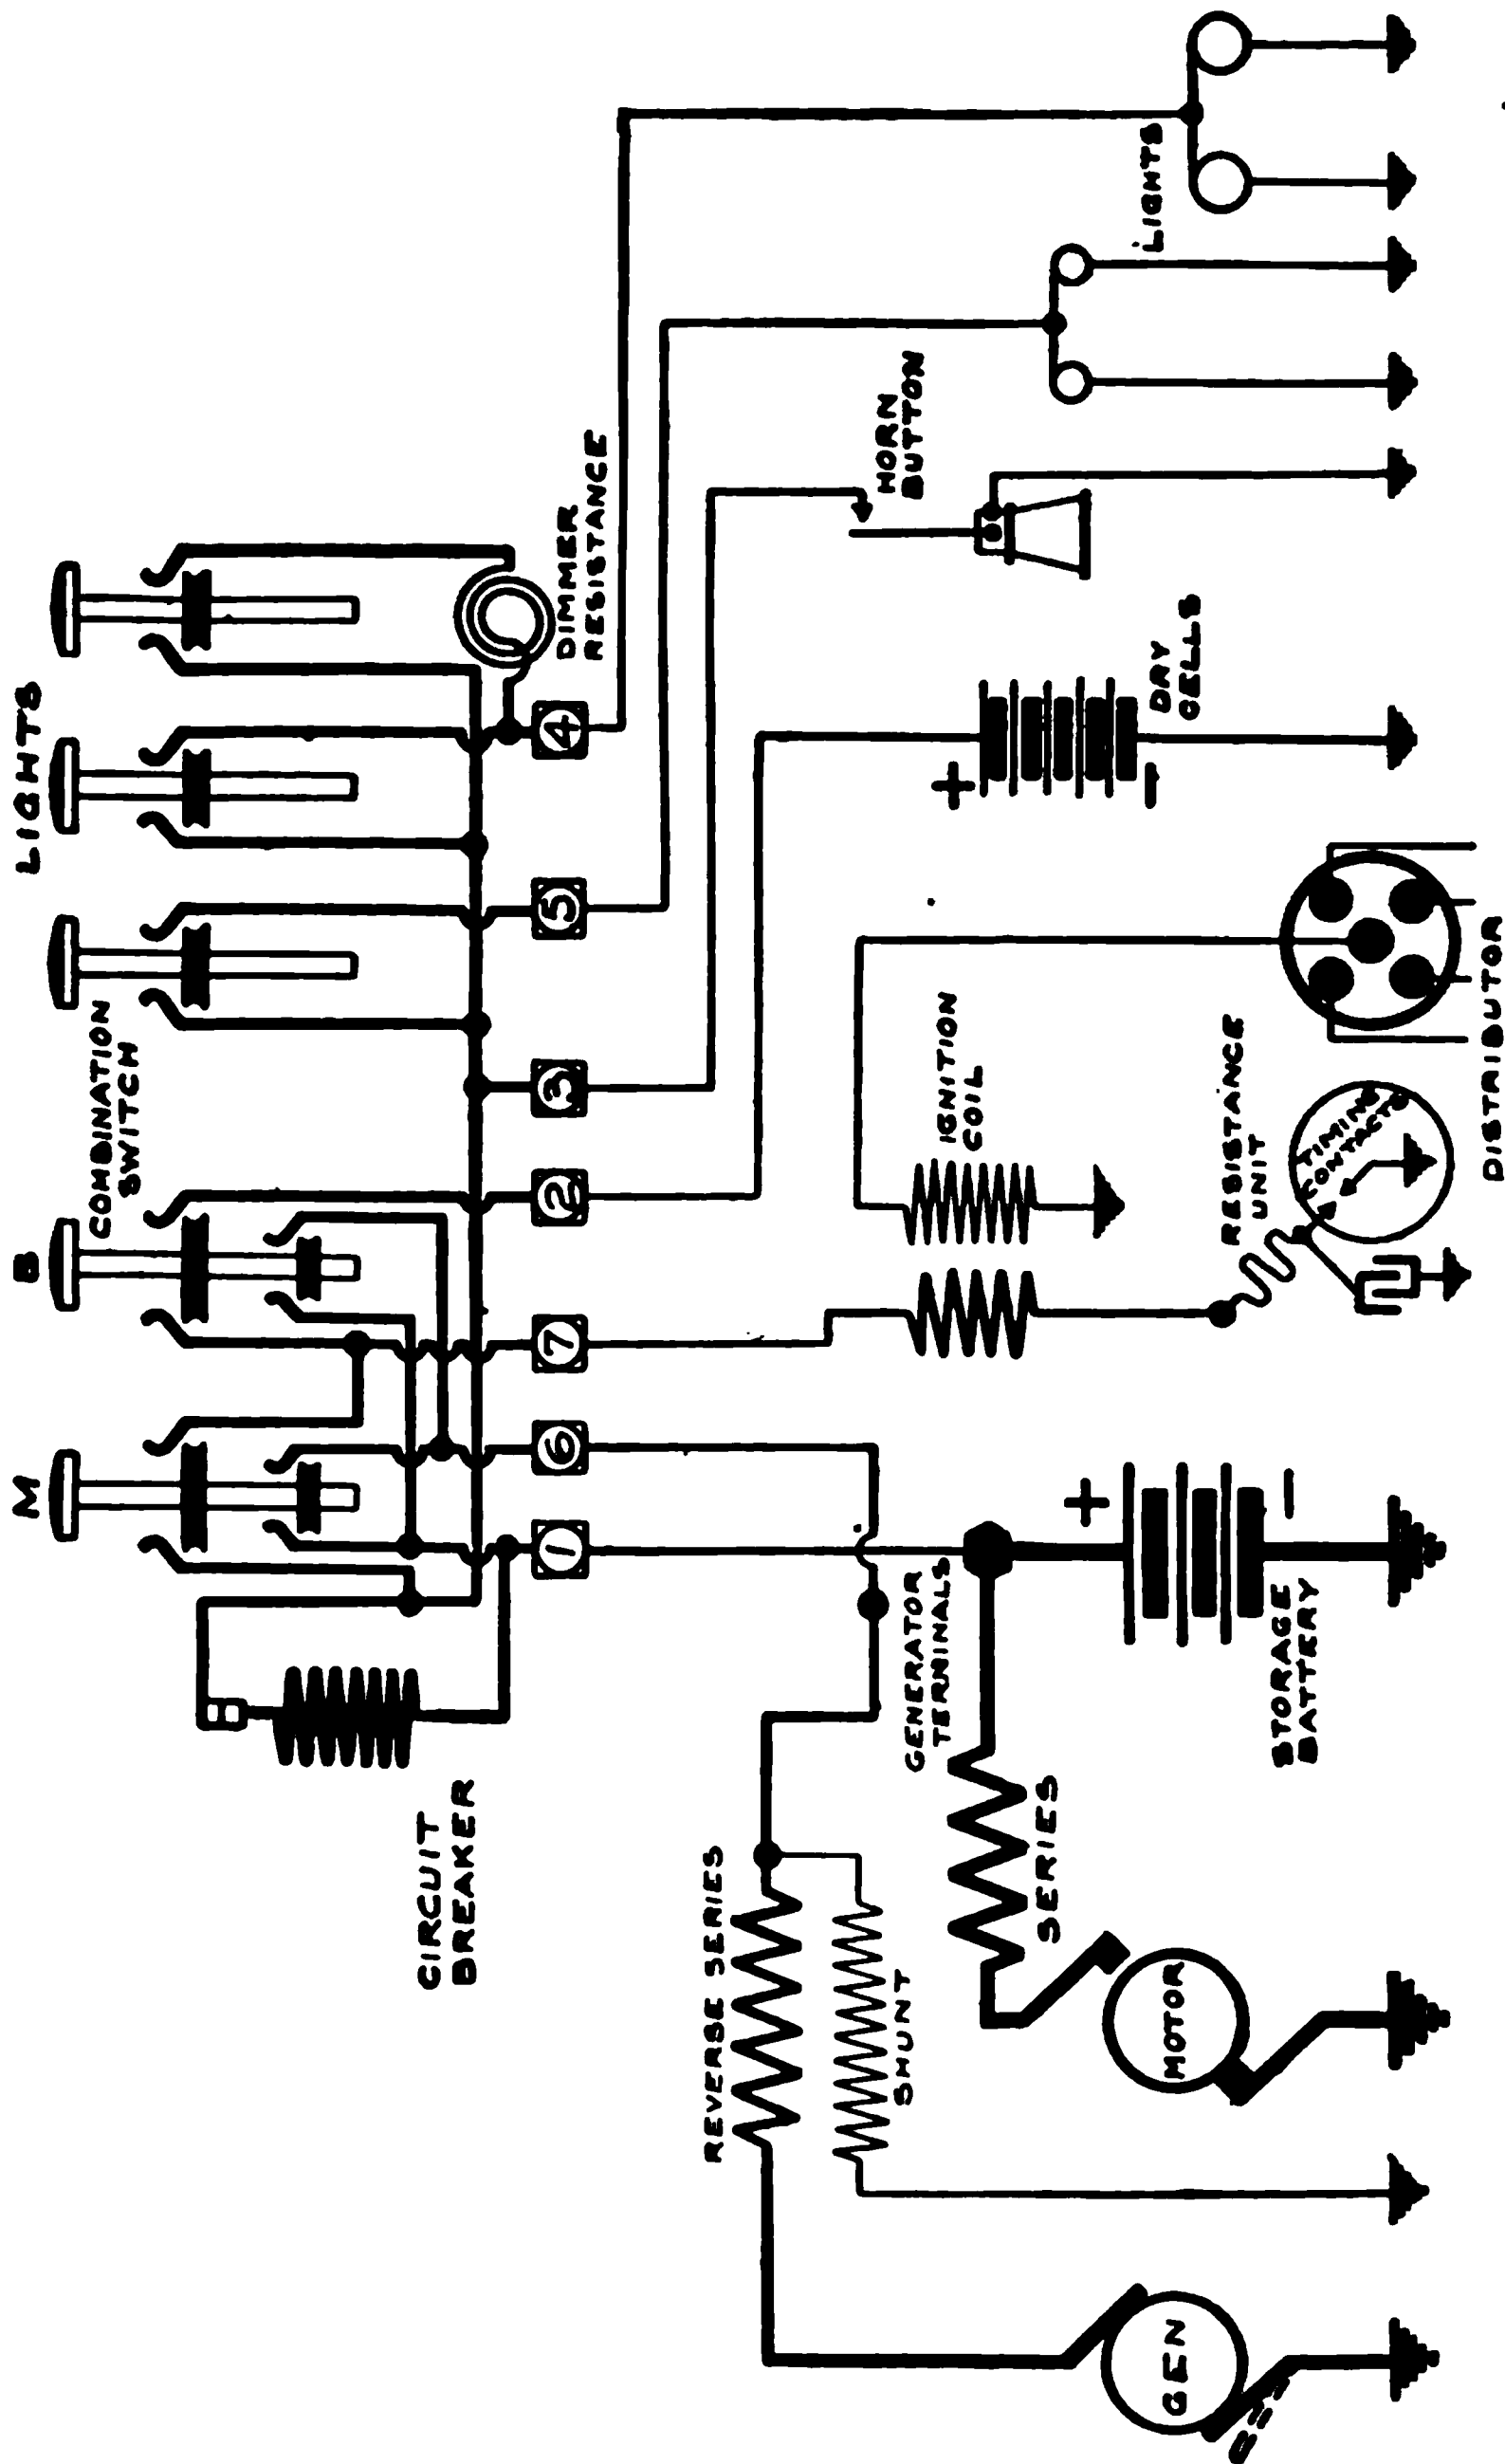 LIGHTS
COMBINATION
SWITCH
B
M
CIRCUIT
BREAKER
DIMMER
RESISTANCE
4
5
3
2
7
6
1
HORN
BUTTON
LIGHTS
DRY
CELLS
+
−
IGNITION
COIL
RESISTANCE
UNIT
TIMING
CONTACTS
DISTRIBUTOR
GENERATOR
TERMINALS
+
−
STORAGE
BATTERY
REVERSE SERIES
SHUNT
SERIES
MOTOR
GEN